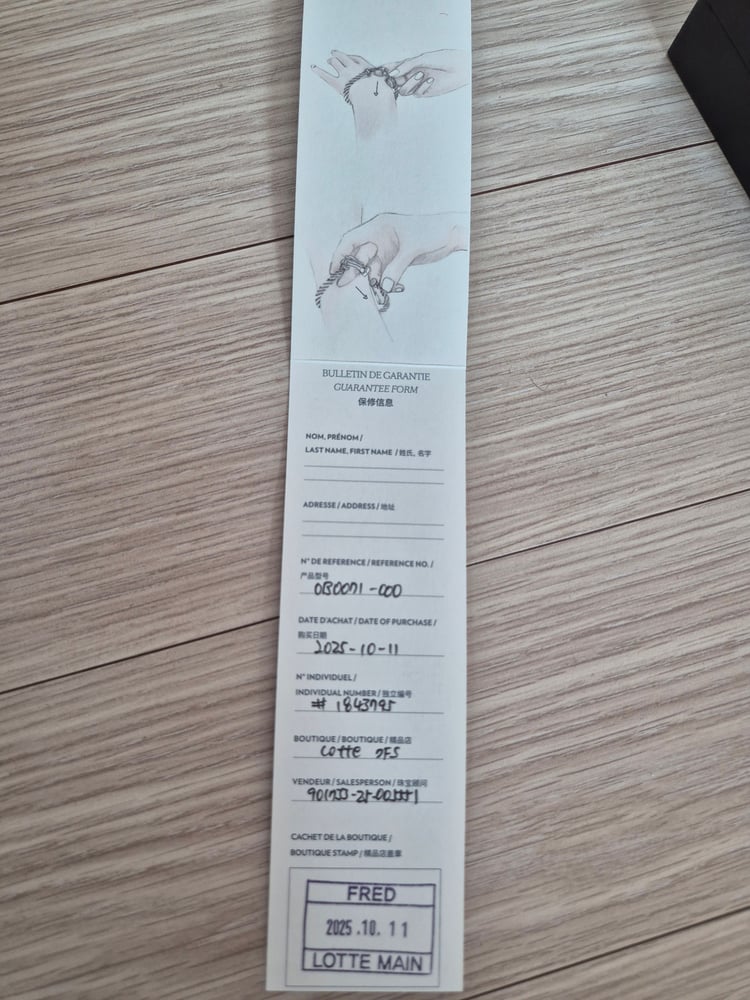 BULLETIN DE GARANTIE
GUARANTEE FORM
保修信息
NOM, PRÉNOM /
LAST NAME, FIRST NAME / 姓氏, 名字
ADRESSE / ADDRESS / 地址
N° DE REFERENCE / REFERENCE NO. /
产品型号
0B0071-000
DATE D'ACHAT / DATE OF PURCHASE /
购买日期
2025-10-11
N° INDIVIDUEL /
INDIVIDUAL NUMBER / 独立编号
# 1843795
BOUTIQUE / BOUTIQUE / 精品店
Lotte DFS
VENDEUR / SALESPERSON / 珠宝顾问
CACHET DE LA BOUTIQUE /
BOUTIQUE STAMP / 精品店盖章
FRED
2025.10.11
LOTTE MAIN